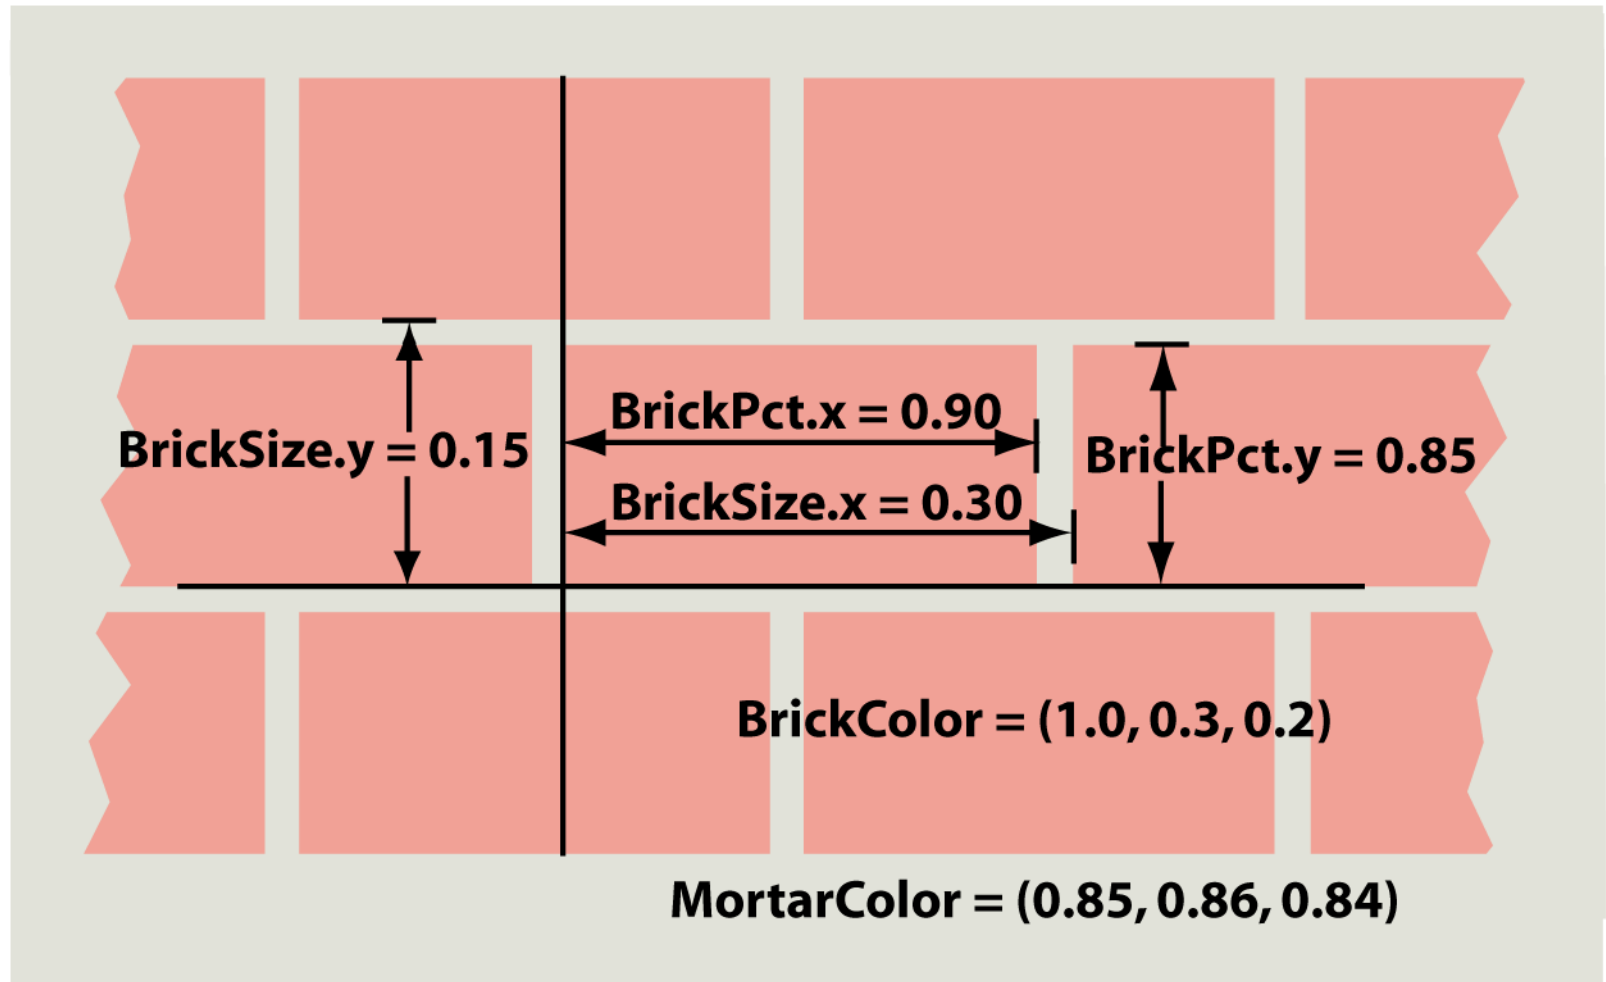 BrickPct.x = 0.90
BrickSize.y = 0.15
BrickPct.y = 0.85
BrickSize.x = 0.30
BrickColor = (1.0, 0.3, 0.2)
MortarColor = (0.85, 0.86, 0.84)